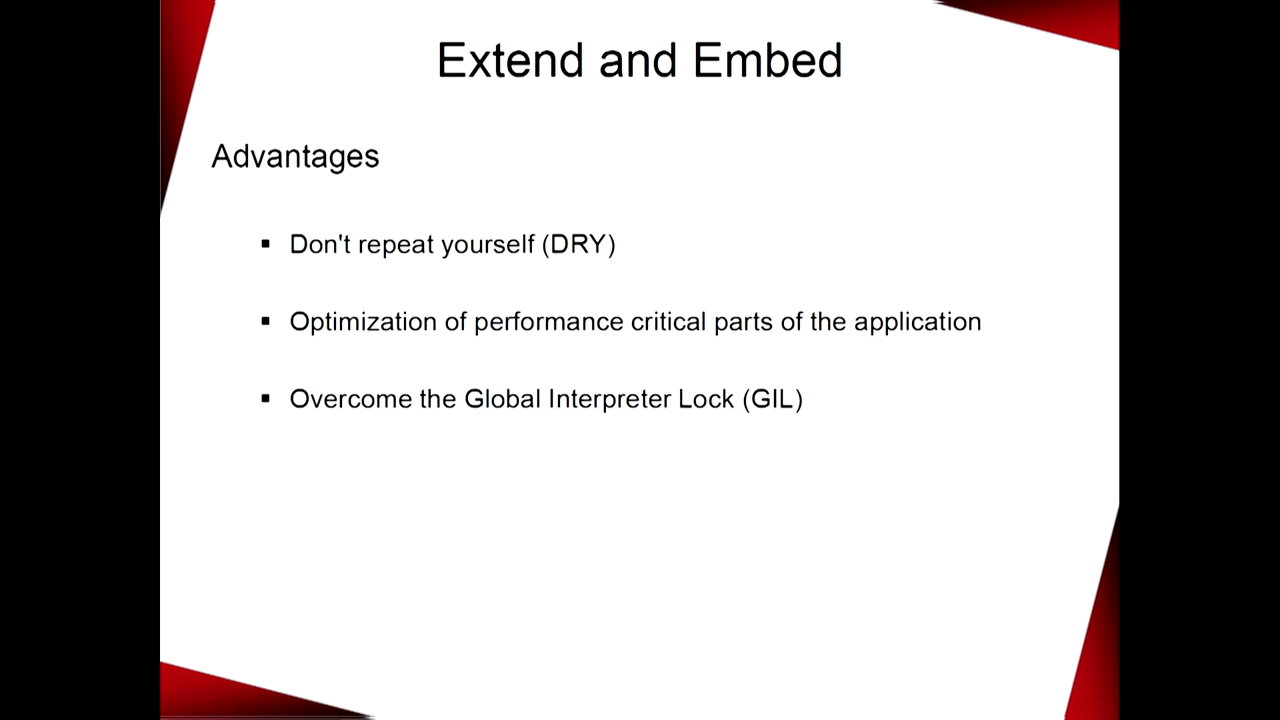 Extend and Embed
Advantages
▪ Don't repeat yourself (DRY)
▪ Optimization of performance critical parts of the application
▪ Overcome the Global Interpreter Lock (GIL)